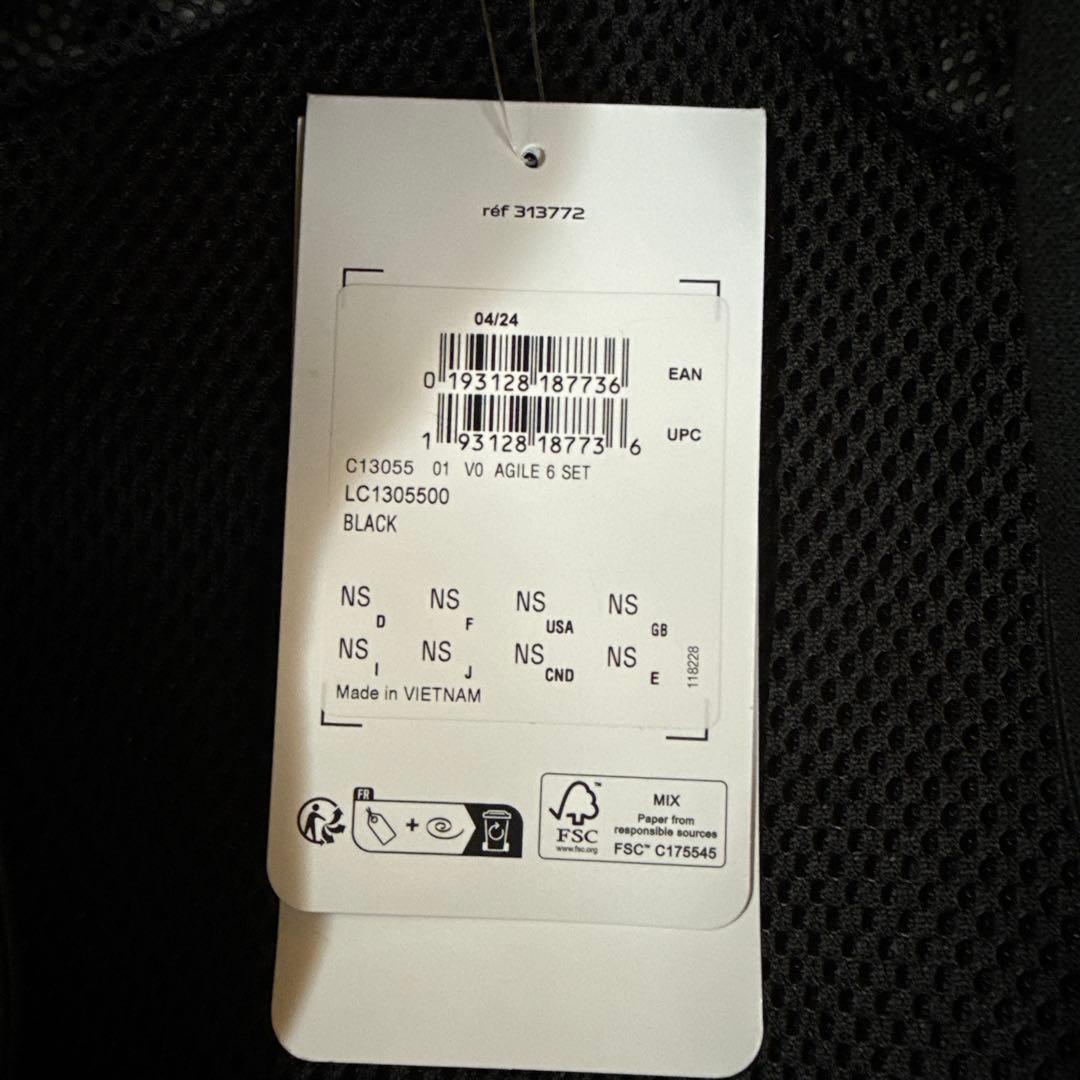 réf 313772
04/24
0 193128 187736
EAN
1 93128 18773 6
UPC
C13055 01 V0 AGILE 6 SET
LC1305500
BLACK
NS D NS F NS USA NS GB
NS I NS J NS CND NS E
118228
Made in VIETNAM
FR
+
FSC™
www.fsc.org
MIX
Paper from
responsible sources
FSC™ C175545